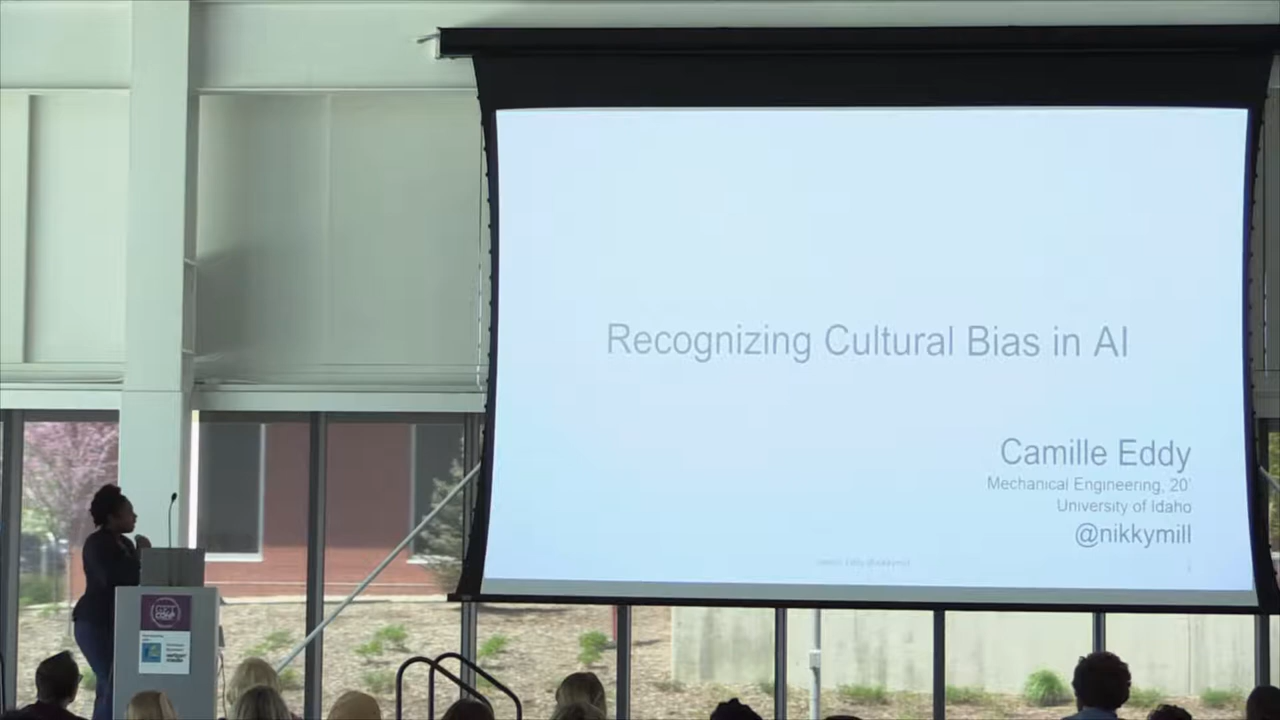 Recognizing Cultural Bias in AI
Camille Eddy
Mechanical Engineering, 20'
University of Idaho
@nikkymill